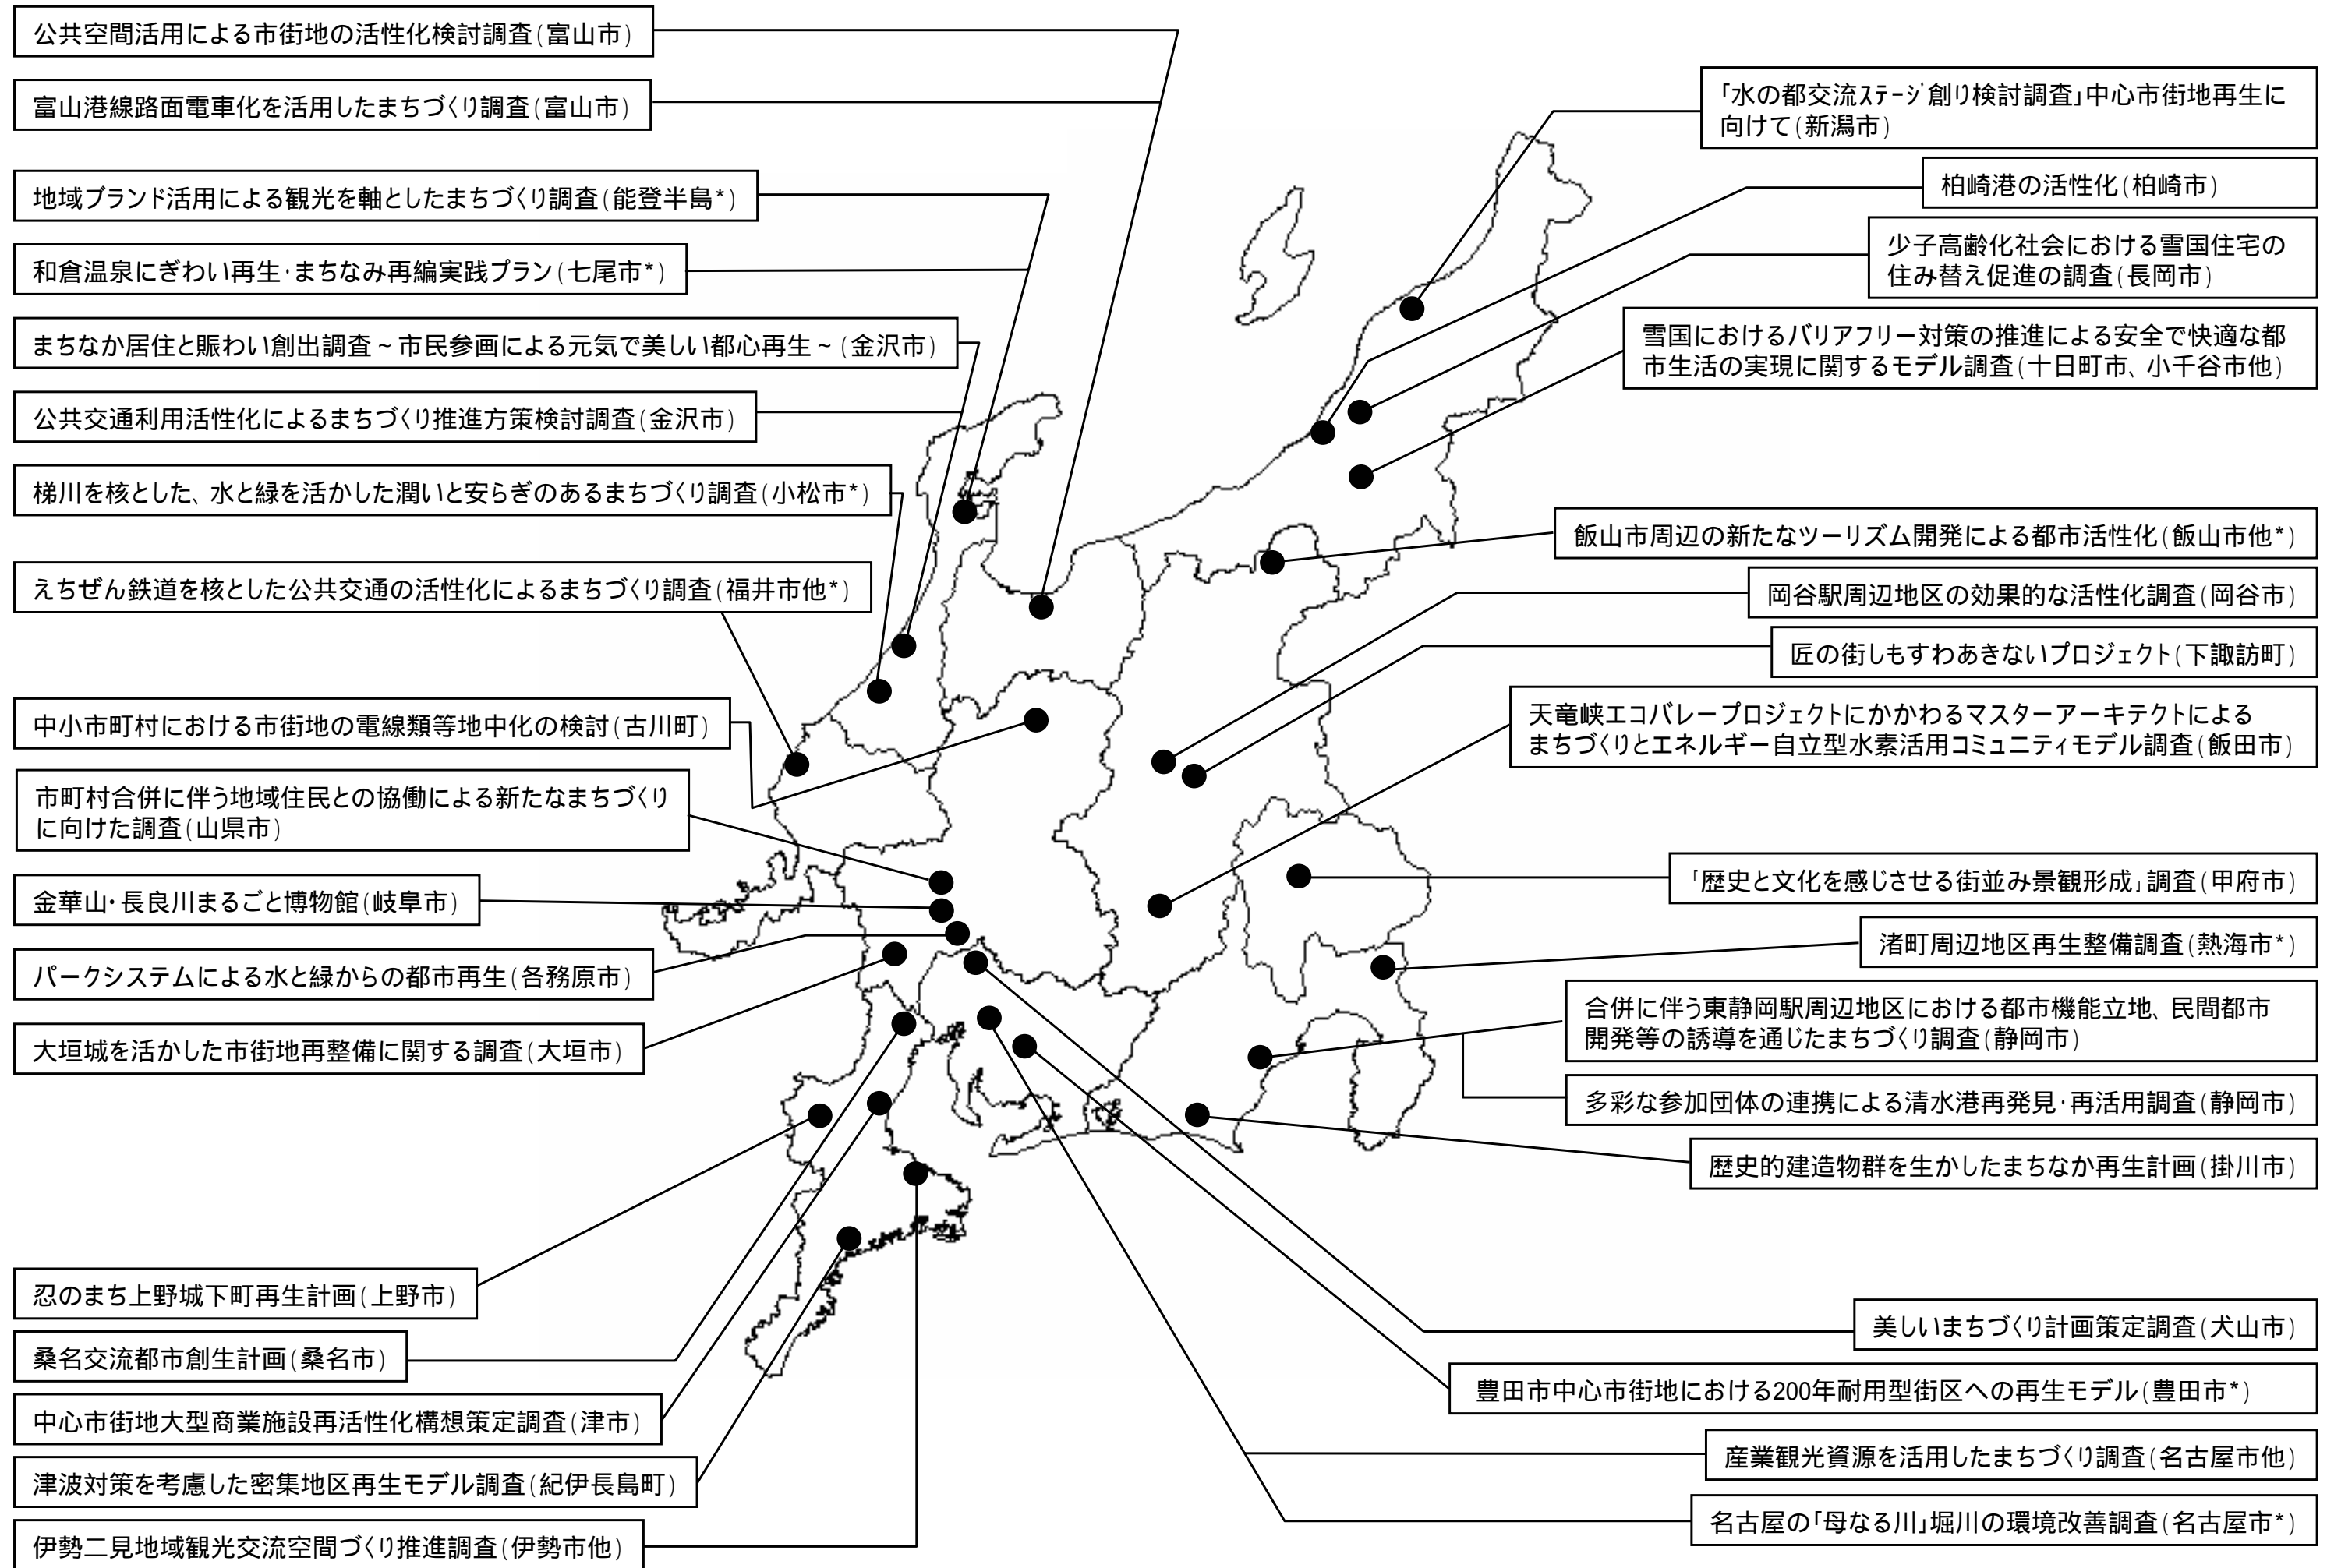 公共空間活用による市街地の活性化検討調査(富山市)
富山港線路面電車化を活用したまちづくり調査(富山市)
地域ブランド活用による観光を軸としたまちづくり調査(能登半島*)
和倉温泉にぎわい再生・まちなみ再編実践プラン(七尾市*)
まちなか居住と賑わい創出調査~市民参画による元気で美しい都心再生~(金沢市)
公共交通利用活性化によるまちづくり推進方策検討調査(金沢市)
梯川を核とした、水と緑を活かした潤いと安らぎのあるまちづくり調査(小松市*)
えちぜん鉄道を核とした公共交通の活性化によるまちづくり調査(福井市他*)
中小市町村における市街地の電線類等地中化の検討(古川町)
市町村合併に伴う地域住民との協働による新たなまちづくり
に向けた調査(山県市)
金華山・長良川まるごと博物館(岐阜市)
パークシステムによる水と緑からの都市再生(各務原市)
大垣城を活かした市街地再整備に関する調査(大垣市)
忍のまち上野城下町再生計画(上野市)
桑名交流都市創生計画(桑名市)
中心市街地大型商業施設再活性化構想策定調査(津市)
津波対策を考慮した密集地区再生モデル調査(紀伊長島町)
伊勢二見地域観光交流空間づくり推進調査(伊勢市他)
「水の都交流ステージ創り検討調査」中心市街地再生に
向けて(新潟市)
柏崎港の活性化(柏崎市)
少子高齢化社会における雪国住宅の
住み替え促進の調査(長岡市)
雪国におけるバリアフリー対策の推進による安全で快適な都
市生活の実現に関するモデル調査(十日町市、小千谷市他)
飯山市周辺の新たなツーリズム開発による都市活性化(飯山市他*)
岡谷駅周辺地区の効果的な活性化調査(岡谷市)
匠の街しもすわあきないプロジェクト(下諏訪町)
天竜峡エコバレープロジェクトにかかわるマスターアーキテクトによる
まちづくりとエネルギー自立型水素活用コミュニティモデル調査(飯田市)
「歴史と文化を感じさせる街並み景観形成」調査(甲府市)
渚町周辺地区再生整備調査(熱海市*)
合併に伴う東静岡駅周辺地区における都市機能立地、民間都市
開発等の誘導を通じたまちづくり調査(静岡市)
多彩な参加団体の連携による清水港再発見・再活用調査(静岡市)
歴史的建造物群を生かしたまちなか再生計画(掛川市)
美しいまちづくり計画策定調査(犬山市)
豊田市中心市街地における200年耐用型街区への再生モデル(豊田市*)
産業観光資源を活用したまちづくり調査(名古屋市他)
名古屋の「母なる川」堀川の環境改善調査(名古屋市*)